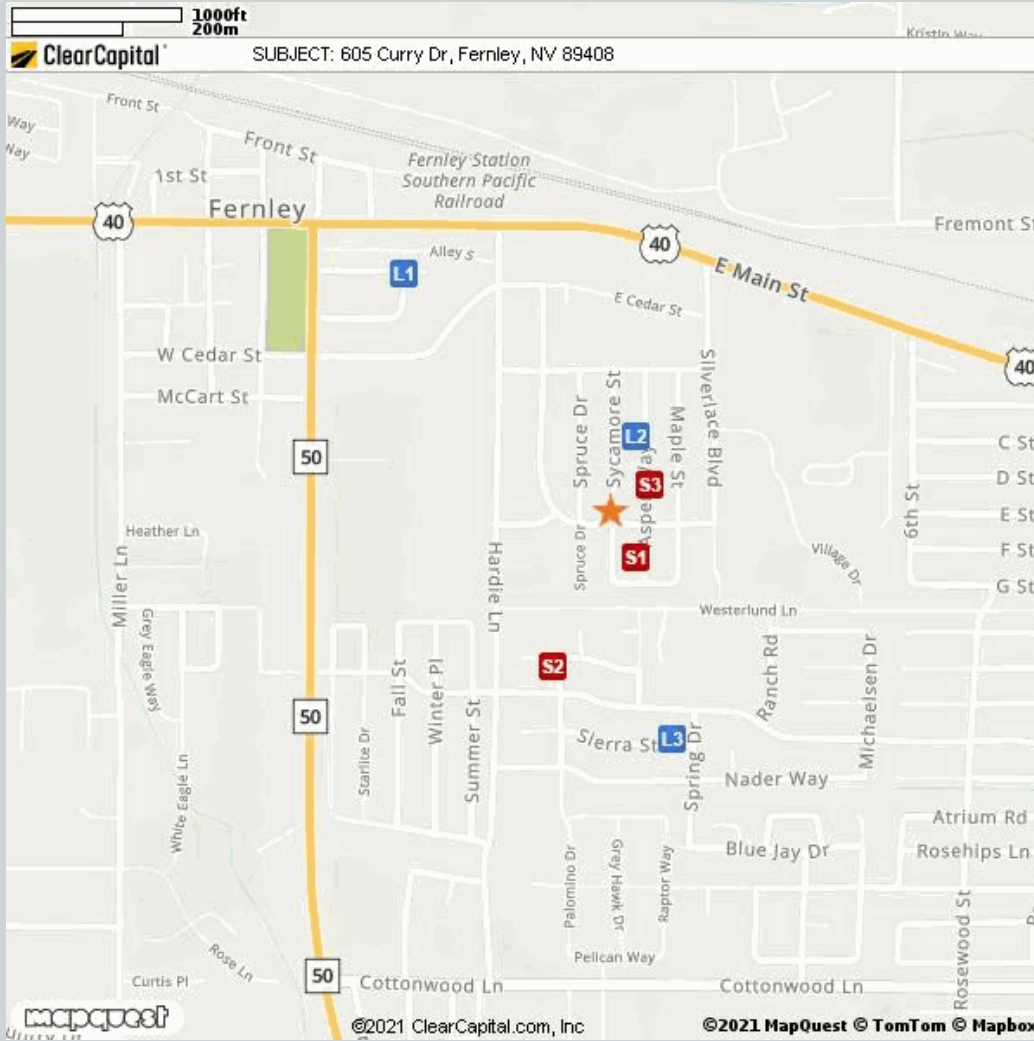 1000ft
200m
Kristin Way
ClearCapital
SUBJECT: 605 Curry Dr, Fernley, NV 89408
Front St
Way
Way
Front St
1st St
Fernley Station
Southern Pacific
Railroad
Fernley
40
40
Fremont St
Alley S
L1
E Main St
E Cedar St
W Cedar St
40
McCart St
Silverlace Blvd
Spruce Dr
Sycamore St
Maple St
L2
C St
50
S3
D St
6th St
E St
Heather Ln
Spruce Dr
S1
F St
Village Dr
G St
Miller Ln
Hardie Ln
Westerlund Ln
Grey Eagle Way
S2
Fall St
Winter Pl
Ranch Rd
Michaelsen Dr
50
Summer St
Sierra St
L3
Spring Dr
Starlite Dr
Nader Way
White Eagle Ln
Atrium Rd
Blue Jay Dr
Rosehips Ln
Palomino Dr
Grey Hawk Dr
Raptor Way
Rose Ln
Pelican Way
Rosewood St
Curtis Pl
50
Cottonwood Ln
Cottonwood Ln
mapquest
©2021 ClearCapital.com, Inc
©2021 MapQuest © TomTom © Mapbox